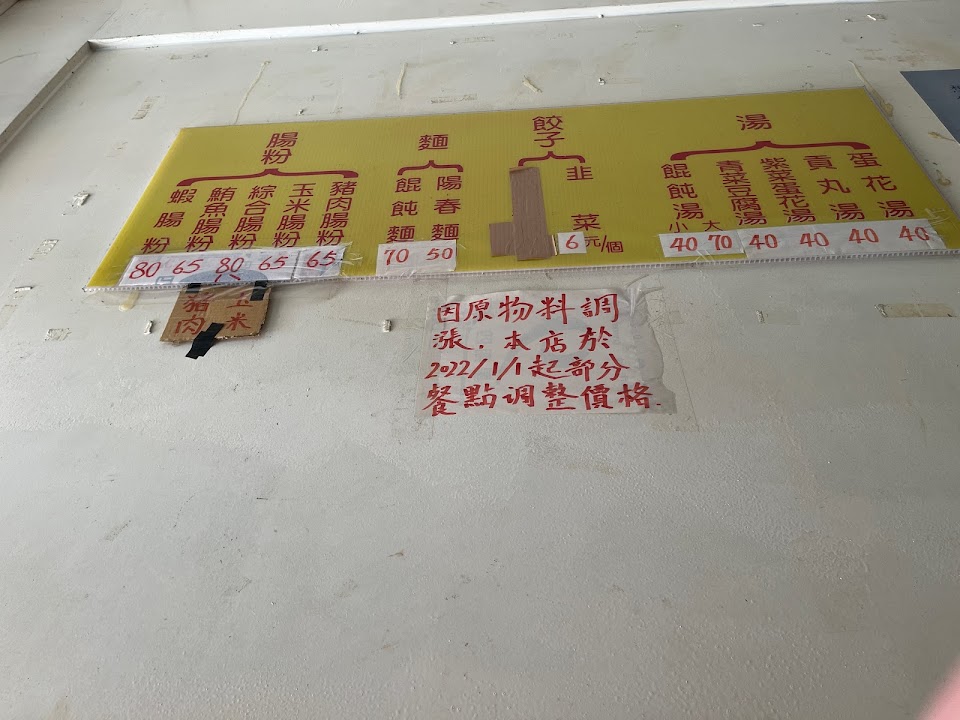 腸粉
蝦腸粉
80
鮪魚腸粉
65
綜合腸粉
80
玉米腸粉
65
豬肉腸粉
65
豬肉
玉米
麵
餛飩麵
70
陽春麵
50
餃子
韭菜
6元/個
湯
餛飩湯
小 大
40 70
青菜豆腐湯
40
紫菜蛋花湯
40
貢丸湯
40
蛋花湯
40
因原物料調
漲.本店於
2022/1/1起部分
餐點调整價格.